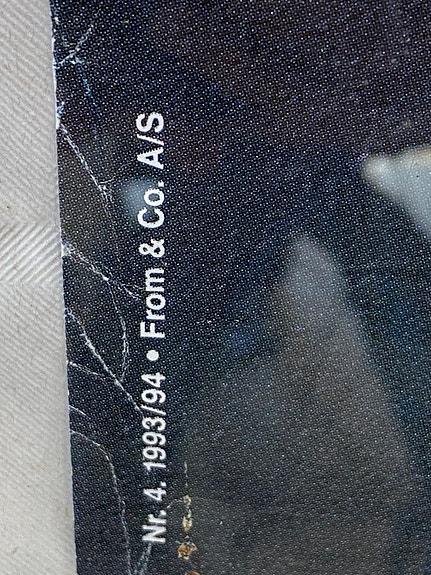 Nr. 4. 1993/94 • From & Co. A/S